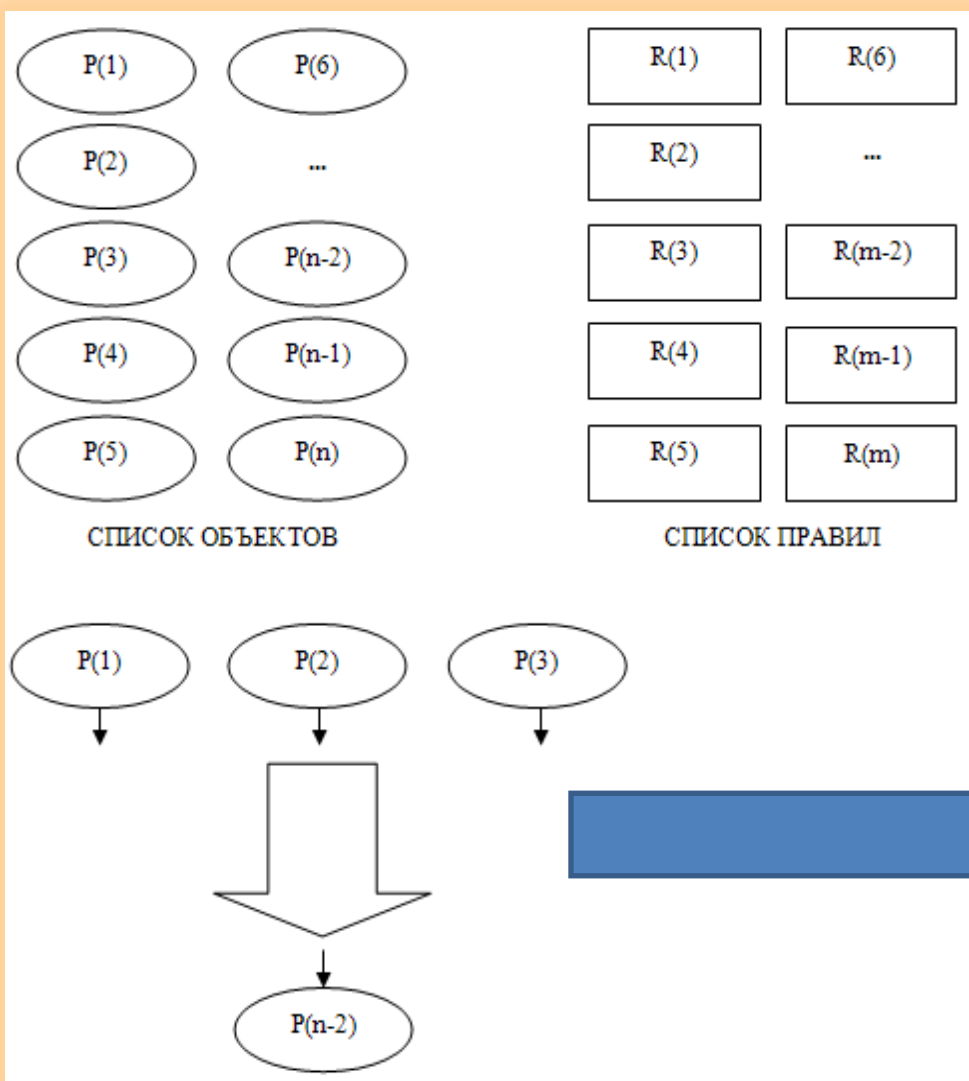 P(1) P(6) R(1) R(6)
P(2) ... R(2) ...
P(3) P(n-2) R(3) R(m-2)
P(4) P(n-1) R(4) R(m-1)
P(5) P(n) R(5) R(m)
СПИСОК ОБЪЕКТОВ СПИСОК ПРАВИЛ
P(1) P(2) P(3)
P(n-2)